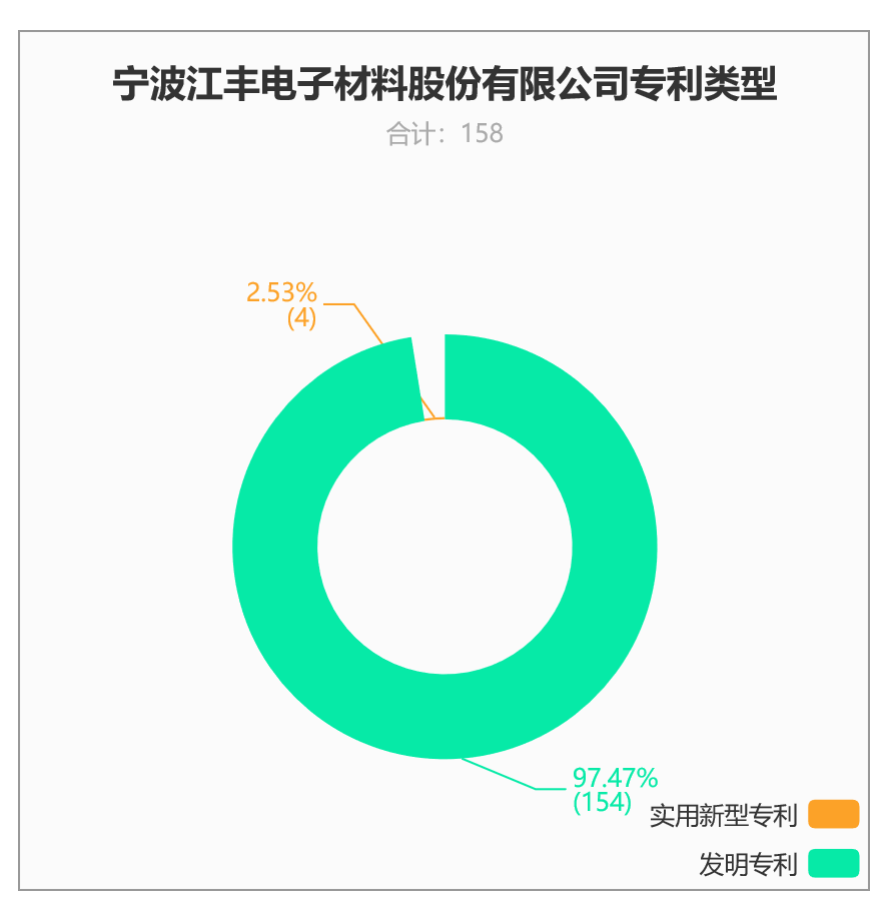 宁波江丰电子材料股份有限公司专利类型
合计：158
2.53%
(4)
97.47%
(154)
实用新型专利
发明专利